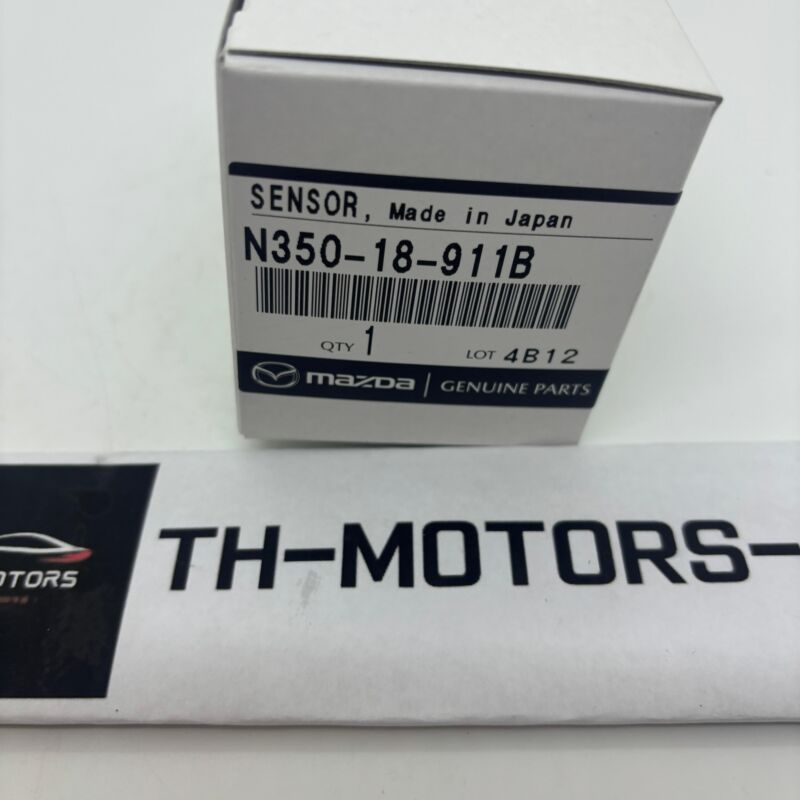 SENSOR, Made in Japan
N350-18-911B
QTY 1 LOT 4B12
mazda | GENUINE PARTS
TH-MOTORS-
OTORS